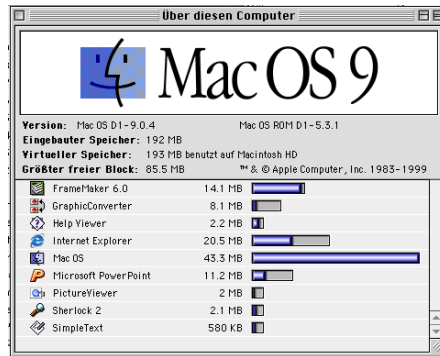 Über diesen Computer
Mac OS 9
Version: Mac OS D1-9.0.4 Mac OS ROM D1-5.3.1
Eingebauter Speicher: 192 MB
Virtueller Speicher: 193 MB benutzt auf Macintosh HD
Größter freier Block: 85.5 MB ™ & © Apple Computer, Inc. 1983-1999
FrameMaker 6.0 14.1 MB
GraphicConverter 8.1 MB
Help Viewer 2.2 MB
Internet Explorer 20.5 MB
Mac OS 43.3 MB
Microsoft PowerPoint 11.2 MB
PictureViewer 2 MB
Sherlock 2 2.1 MB
SimpleText 580 KB